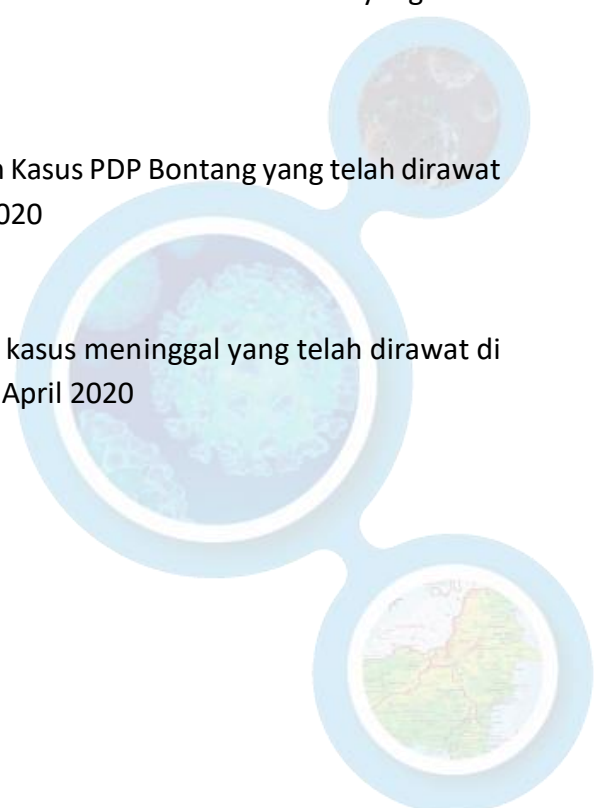 Kasus PDP Bontang yang telah dirawat
020
kasus meninggal yang telah dirawat di
April 2020